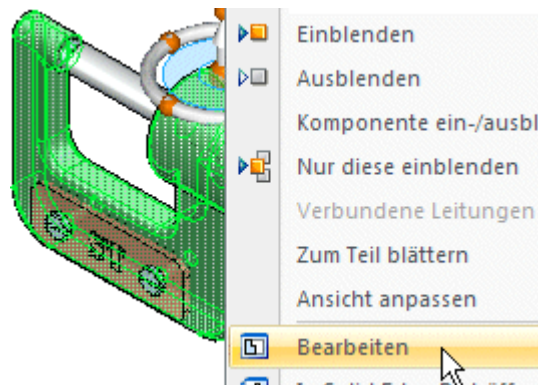 Einblenden
Ausblenden
Komponente ein-/ausbl
Nur diese einblenden
Verbundene Leitungen
Zum Teil blättern
Ansicht anpassen
Bearbeiten